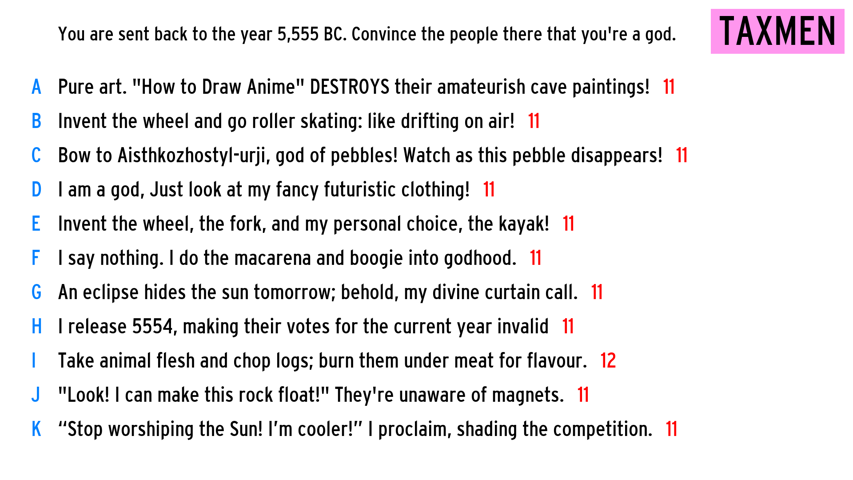 You are sent back to the year 5,555 BC. Convince the people there that you're a god.
TAXMEN
A Pure art. "How to Draw Anime" DESTROYS their amateurish cave paintings! 11
B Invent the wheel and go roller skating: like drifting on air! 11
C Bow to Aisthkozhostyl-urji, god of pebbles! Watch as this pebble disappears! 11
D I am a god, Just look at my fancy futuristic clothing! 11
E Invent the wheel, the fork, and my personal choice, the kayak! 11
F I say nothing. I do the macarena and boogie into godhood. 11
G An eclipse hides the sun tomorrow; behold, my divine curtain call. 11
H I release 5554, making their votes for the current year invalid 11
I Take animal flesh and chop logs; burn them under meat for flavour. 12
J "Look! I can make this rock float!" They're unaware of magnets. 11
K “Stop worshiping the Sun! I’m cooler!” I proclaim, shading the competition. 11